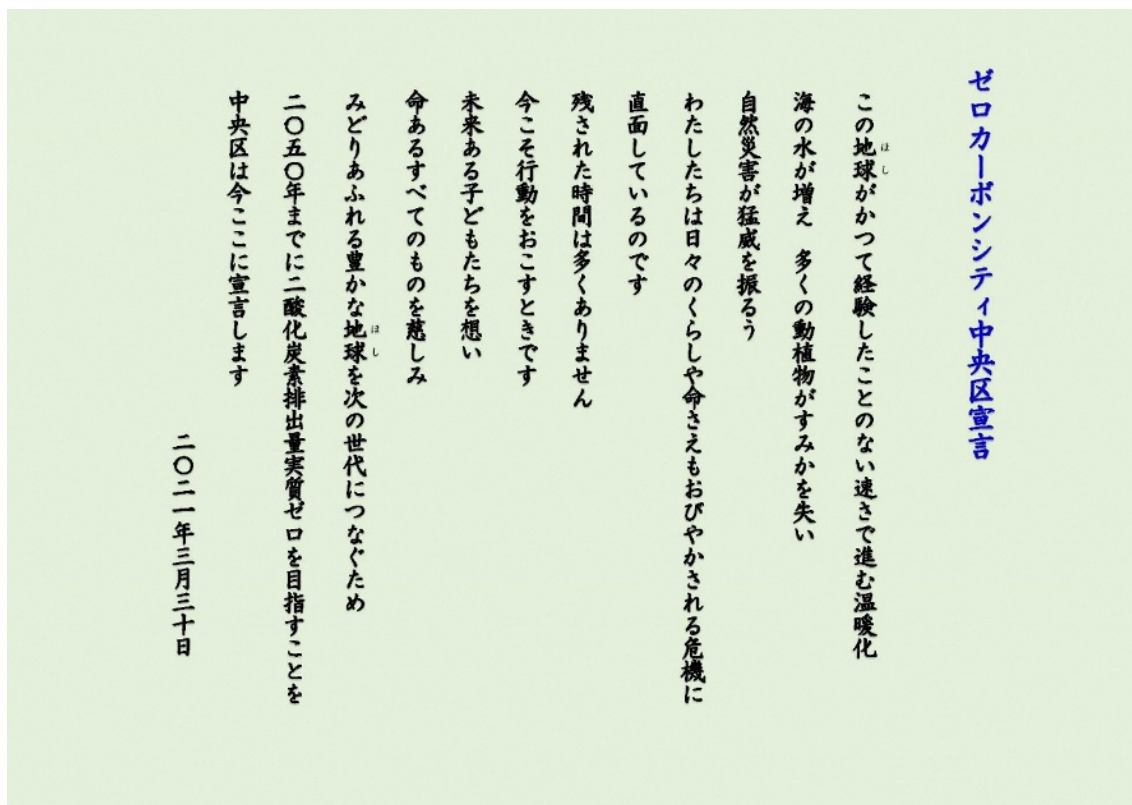 ゼロカーボンシティ中央区宣言
この地球がかつて経験したことのない速さで進む温暖化
ほし
海の水が増え　多くの動植物がすみかを失い
自然災害が猛威を振るう
わたしたちは日々のくらしや命さえもおびやかされる危機に
直面しているのです
残された時間は多くありません
今こそ行動をおこすときです
未来ある子どもたちを想い
命あるすべてのものを慈しみ
みどりあふれる豊かな地球を次の世代につなぐため
ほし
二〇五〇年までに二酸化炭素排出量実質ゼロを目指すことを
中央区は今ここに宣言します
二〇二一年三月三十日